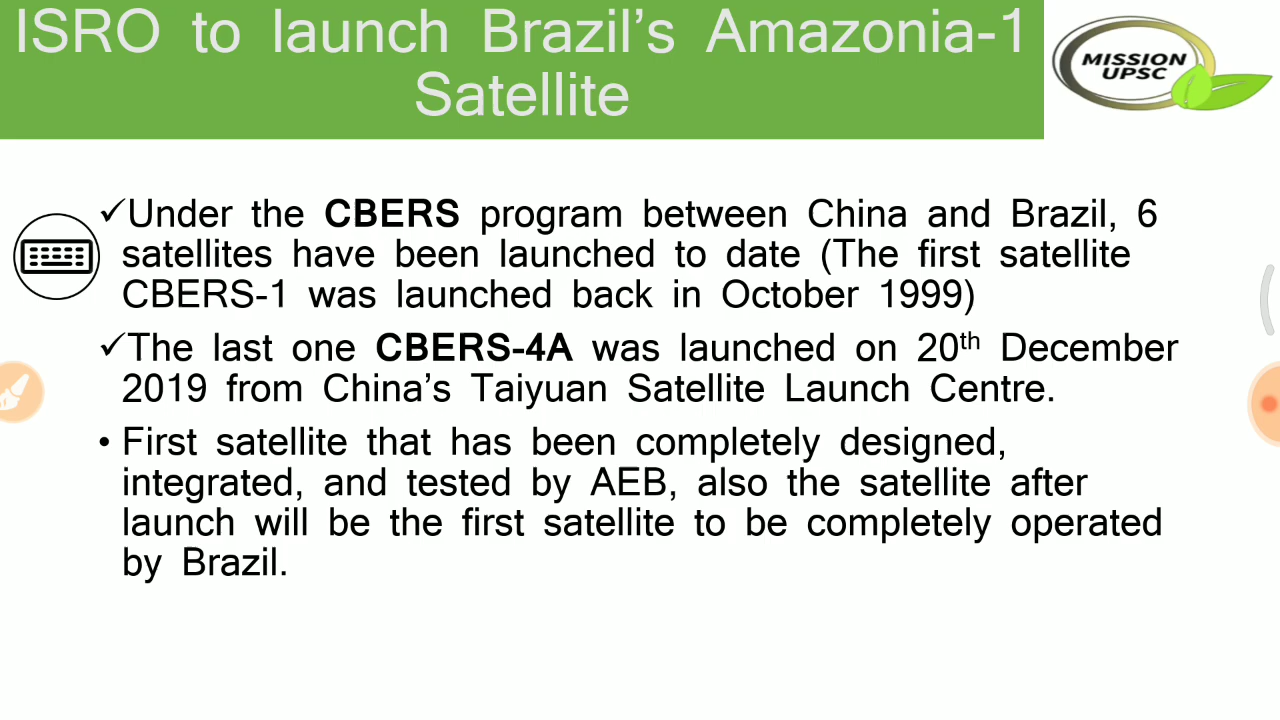 ISRO to launch Brazil’s Amazonia-1
Satellite
MISSION
UPSC
✓Under the CBERS program between China and Brazil, 6
satellites have been launched to date (The first satellite
CBERS-1 was launched back in October 1999)
✓The last one CBERS-4A was launched on 20th December
2019 from China’s Taiyuan Satellite Launch Centre.
• First satellite that has been completely designed,
integrated, and tested by AEB, also the satellite after
launch will be the first satellite to be completely operated
by Brazil.